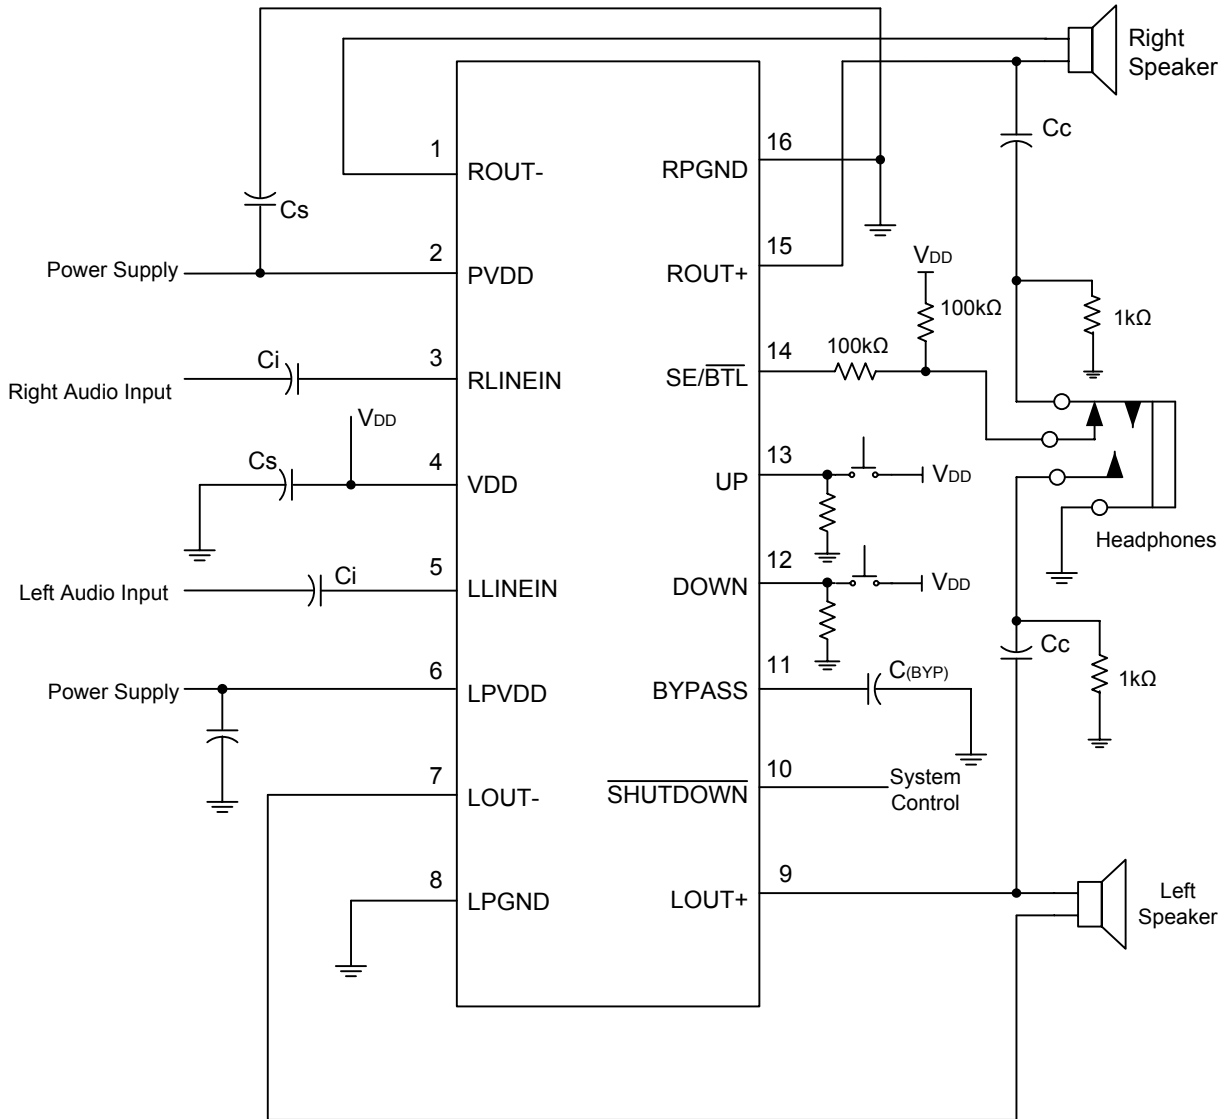 Right
Speaker
Cc
1
ROUT-
16
RPGND
Cs
15
ROUT+
VDD
Power Supply
2
PVDD
100kΩ
1kΩ
Ci
3
RLINEIN
14
SE/BTL
100kΩ
Right Audio Input
VDD
Cs
4
VDD
13
UP
VDD
Headphones
Ci
5
LLINEIN
12
DOWN
VDD
Left Audio Input
Cc
1kΩ
Power Supply
6
LPVDD
11
BYPASS
C(BYP)
7
LOUT-
10
SHUTDOWN
System
Control
8
LPGND
9
LOUT+
Left
Speaker